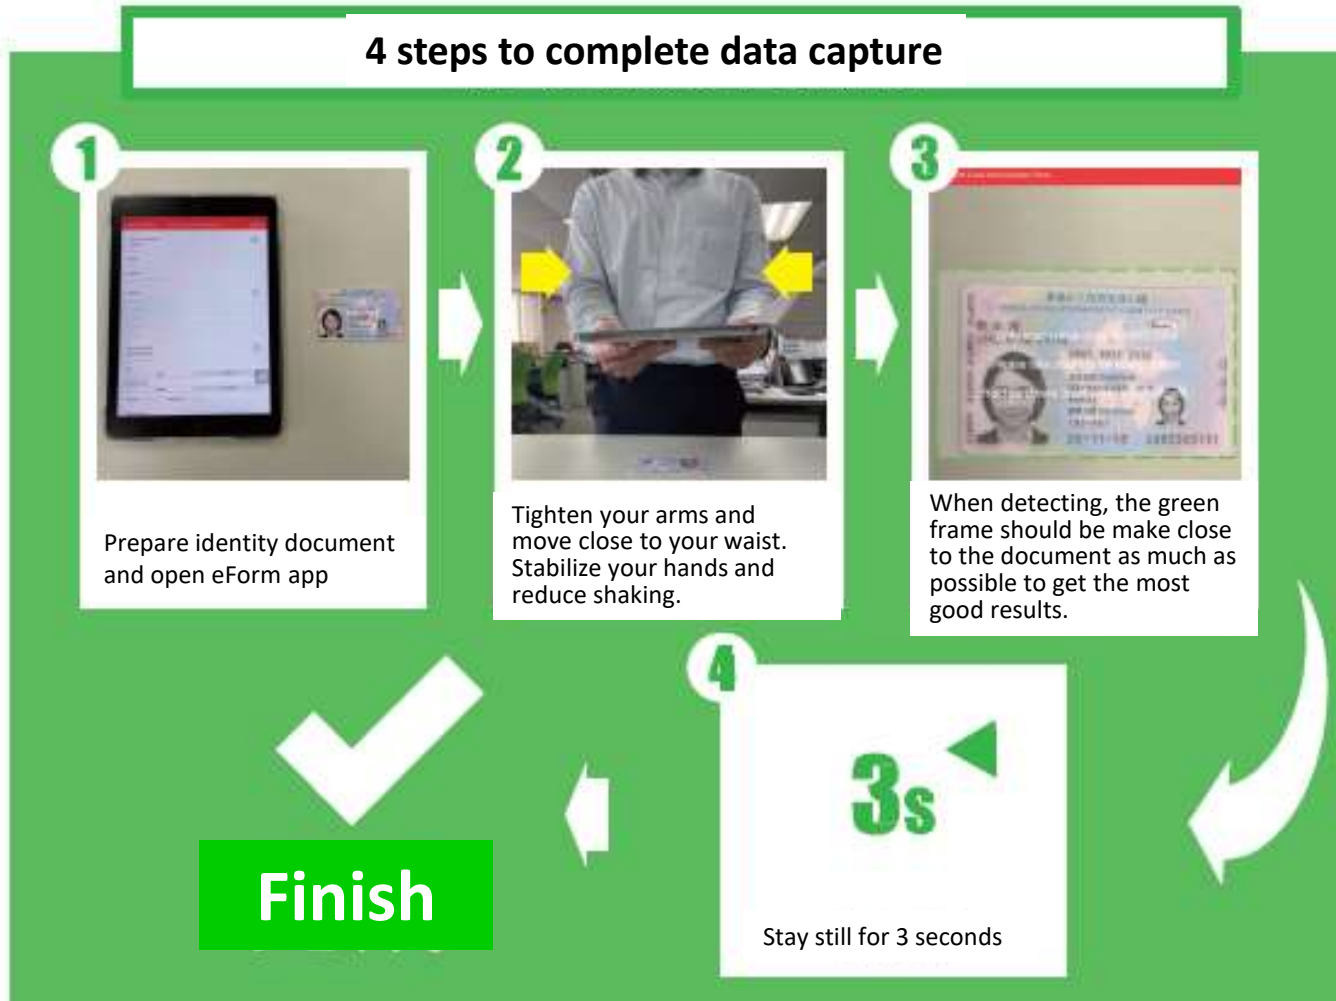 4 steps to complete data capture
1
Prepare identity document
and open eForm app
2
Tighten your arms and
move close to your waist.
Stabilize your hands and
reduce shaking.
3
When detecting, the green
frame should be make close
to the document as much as
possible to get the most
good results.
4
3s
Stay still for 3 seconds
Finish